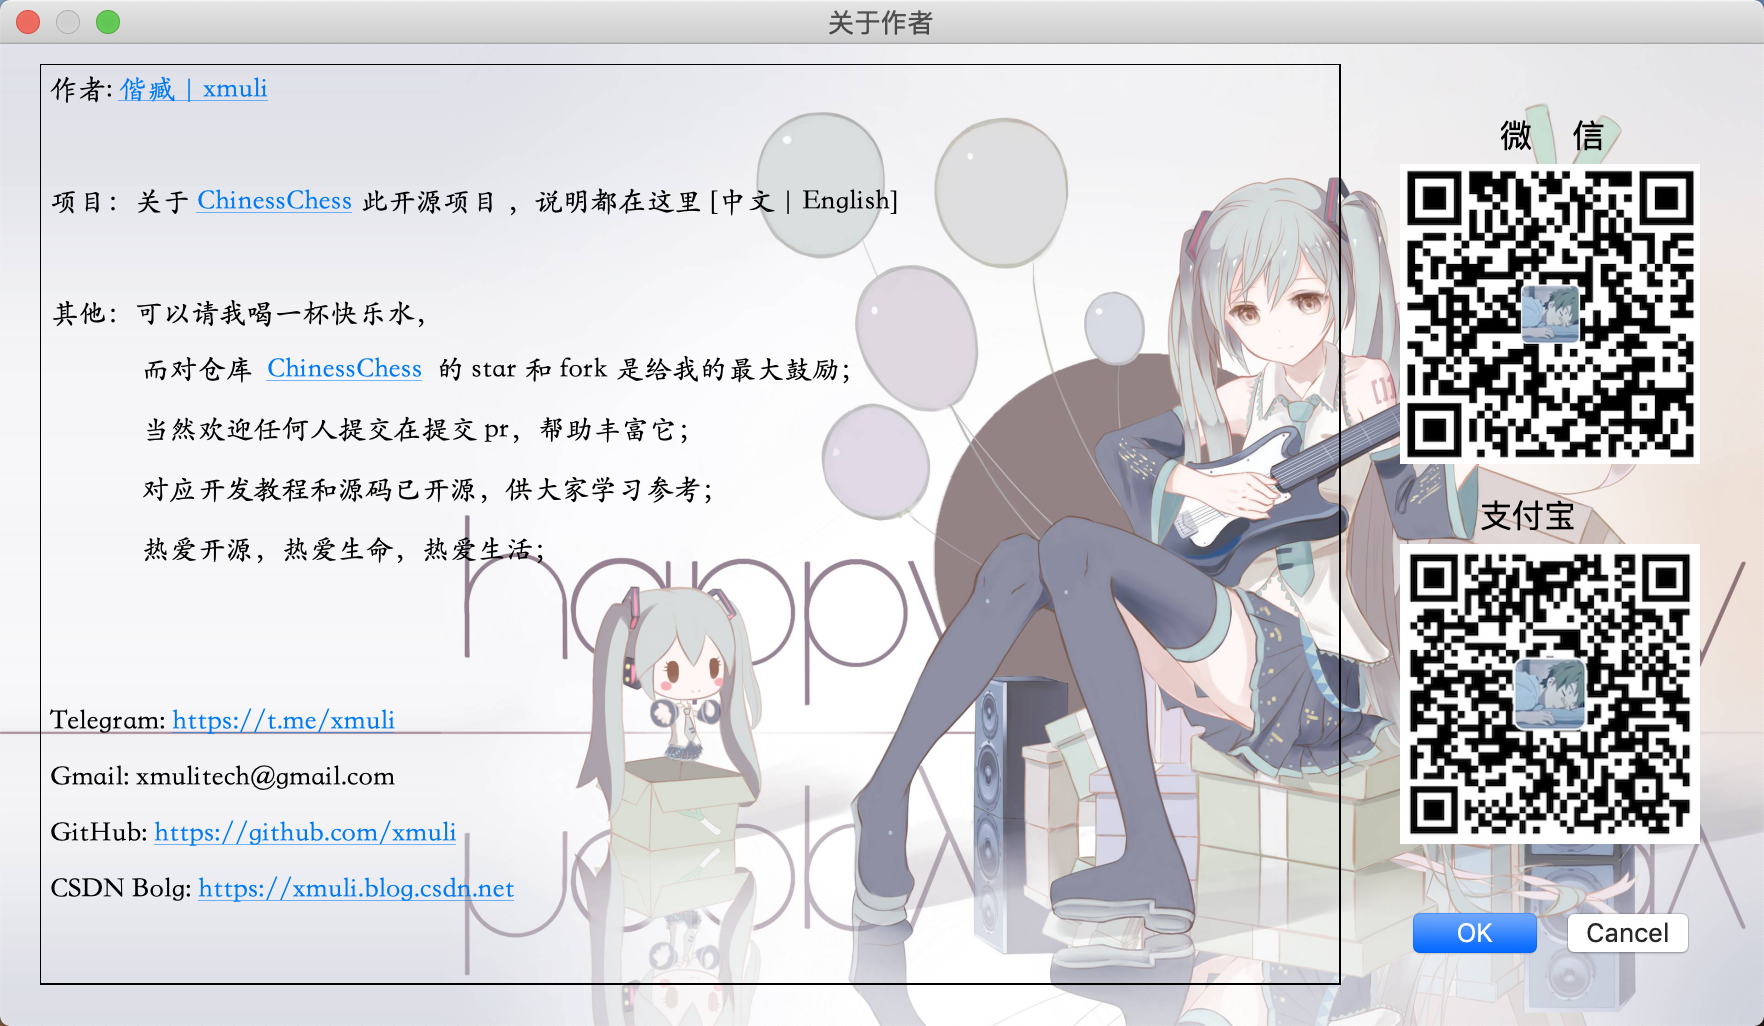 关于作者
作者: 偕臧 | xmuli
项目： 关于 ChinessChess 此开源项目 ，说明都在这里 [中文 | English]
其他： 可以请我喝一杯快乐水，
而对仓库 ChinessChess 的 star 和 fork 是给我的最大鼓励；
当然欢迎任何人提交在提交 pr，帮助丰富它；
对应开发教程和源码已开源，供大家学习参考；
热爱开源，热爱生命，热爱生活；
Telegram: https://t.me/xmuli
Gmail: xmulitech@gmail.com
GitHub: https://github.com/xmuli
CSDN Bolg: https://xmuli.blog.csdn.net
微 信
支付宝
OK
Cancel
happy